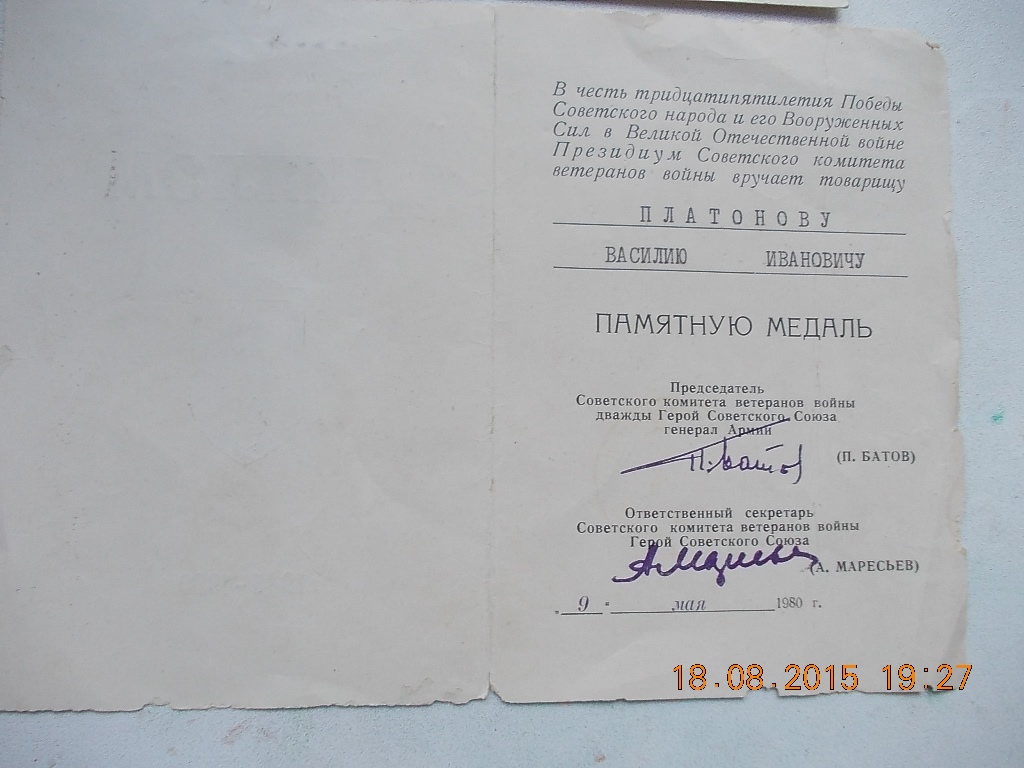 В честь тридцатипятилетия Победы
Советского народа и его Вооруженных
Сил в Великой Отечественной войне
Президиум Советского комитета
ветеранов войны вручает товарищу
ПЛАТОНОВУ
ВАСИЛИЮ ИВАНОВИЧУ
ПАМЯТНУЮ МЕДАЛЬ
Председатель
Советского комитета ветеранов войны
дважды Герой Советского Союза
генерал Армии
П. Батов (П. БАТОВ)
Ответственный секретарь
Советского комитета ветеранов войны
Герой Советского Союза
(А. МАРЕСЬЕВ)
„ 9 “ мая 1980 г.
18.08.2015 19:27